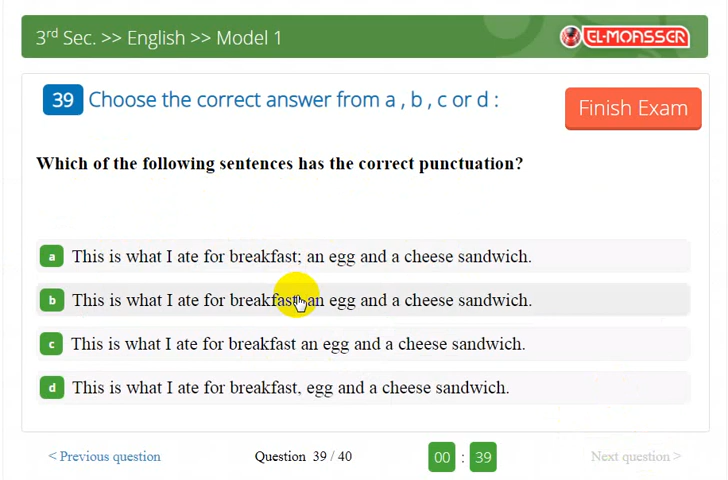 3rd Sec. >> English >> Model 1
EL-MOASSER
39 Choose the correct answer from a , b , c or d :
Finish Exam
Which of the following sentences has the correct punctuation?
a This is what I ate for breakfast; an egg and a cheese sandwich.
b This is what I ate for breakfast an egg and a cheese sandwich.
c This is what I ate for breakfast an egg and a cheese sandwich.
d This is what I ate for breakfast, egg and a cheese sandwich.
< Previous question
Question 39 / 40
00 : 39
Next question >